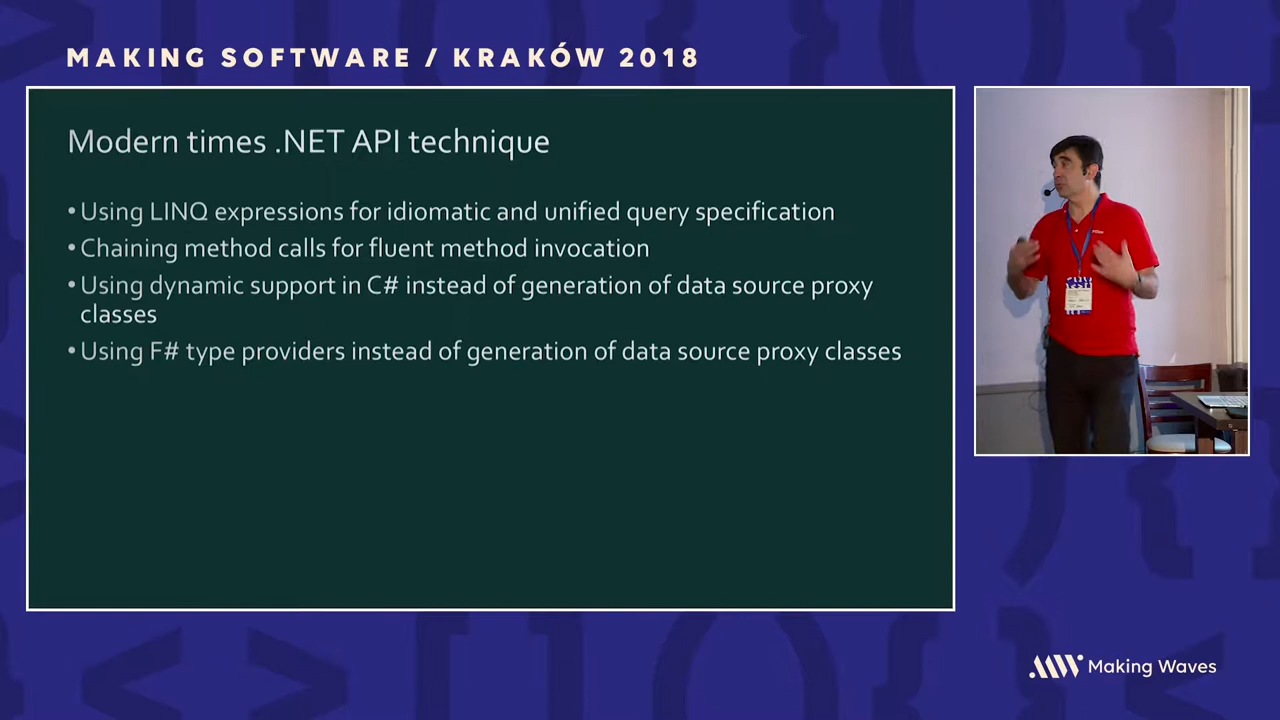 MAKING SOFTWARE / KRAKÓW 2018
Modern times .NET API technique
•Using LINQ expressions for idiomatic and unified query specification
•Chaining method calls for fluent method invocation
•Using dynamic support in C# instead of generation of data source proxy
classes
•Using F# type providers instead of generation of data source proxy classes
Making Waves